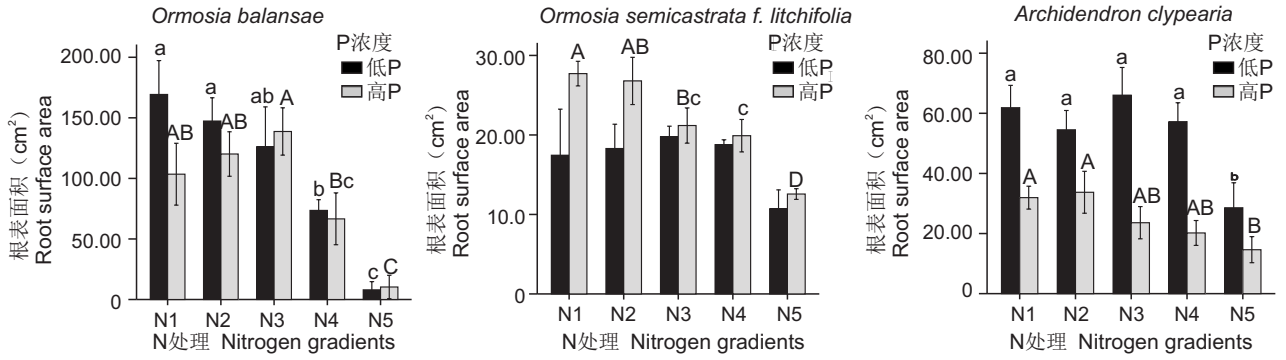 Ormosia balansae
P浓度
低P
高P
根表面积（cm²）
Root surface area
200.00
150.00
100.00
50.00
0
a
AB
a
AB
ab
A
b
Bc
c
C
N1 N2 N3 N4 N5
N处理 Nitrogen gradients
Ormosia semicastrata f. litchifolia
P浓度
低P
高P
根表面积（cm²）
Root surface area
30.00
20.00
10.0
0
A
AB
Bc
c
D
N1 N2 N3 N4 N5
N处理 Nitrogen gradients
Archidendron clypearia
P浓度
低P
高P
根表面积（cm²）
Root surface area
80.00
60.00
40.00
20.00
0
a
A
a
A
a
AB
a
AB
b
B
N1 N2 N3 N4 N5
N处理 Nitrogen gradients